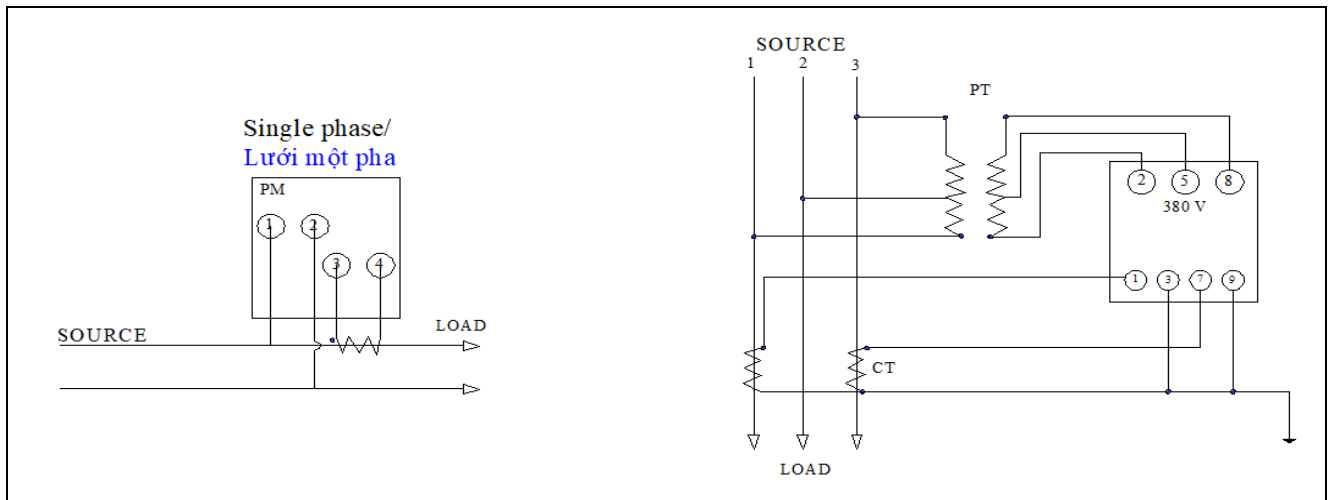 Single phase/
Lưới một pha
PM
1 2
3 4
SOURCE
LOAD
SOURCE
1 2 3
PT
2 5 8
380 V
1 3 7 9
CT
LOAD